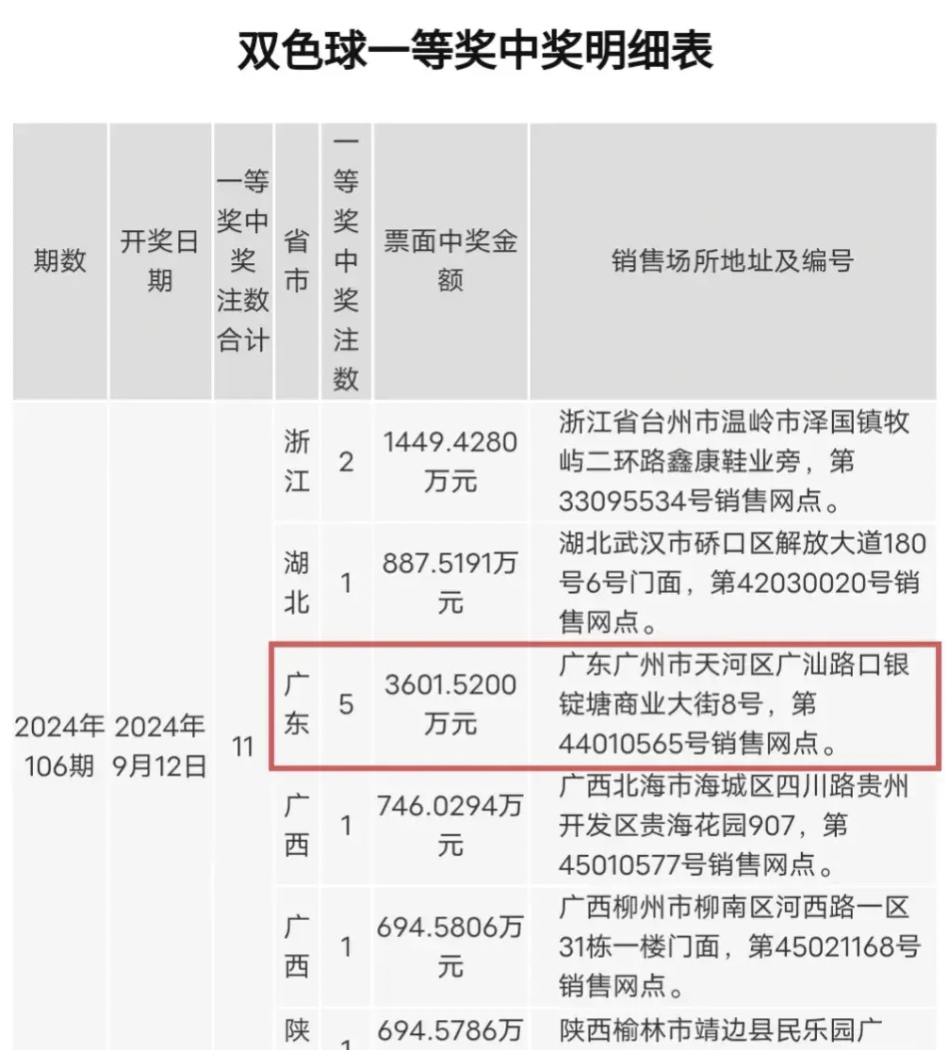 双色球一等奖中奖明细表
期数
开奖日
期
一等
奖中
奖
注数
合计
省
市
一
等
奖
中
奖
注
数
票面中奖金
额
销售场所地址及编号
2024年
106期
2024年
9月12日
11
浙
江
2
1449.4280
万元
浙江省台州市温岭市泽国镇牧
屿二环路鑫康鞋业旁，第
33095534号销售网点。
湖
北
1
887.5191万
元
湖北武汉市硚口区解放大道180
号6号门面，第42030020号销
售网点。
广
东
5
3601.5200
万元
广东广州市天河区广汕路口银
锭塘商业大街8号，第
44010565号销售网点。
广
西
1
746.0294万
元
广西北海市海城区四川路贵州
开发区贵海花园907，第
45010577号销售网点。
广
西
1
694.5806万
元
广西柳州市柳南区河西路一区
31栋一楼门面，第45021168号
销售网点。
陕
1
694.5786万
陕西榆林市靖边县民乐园广